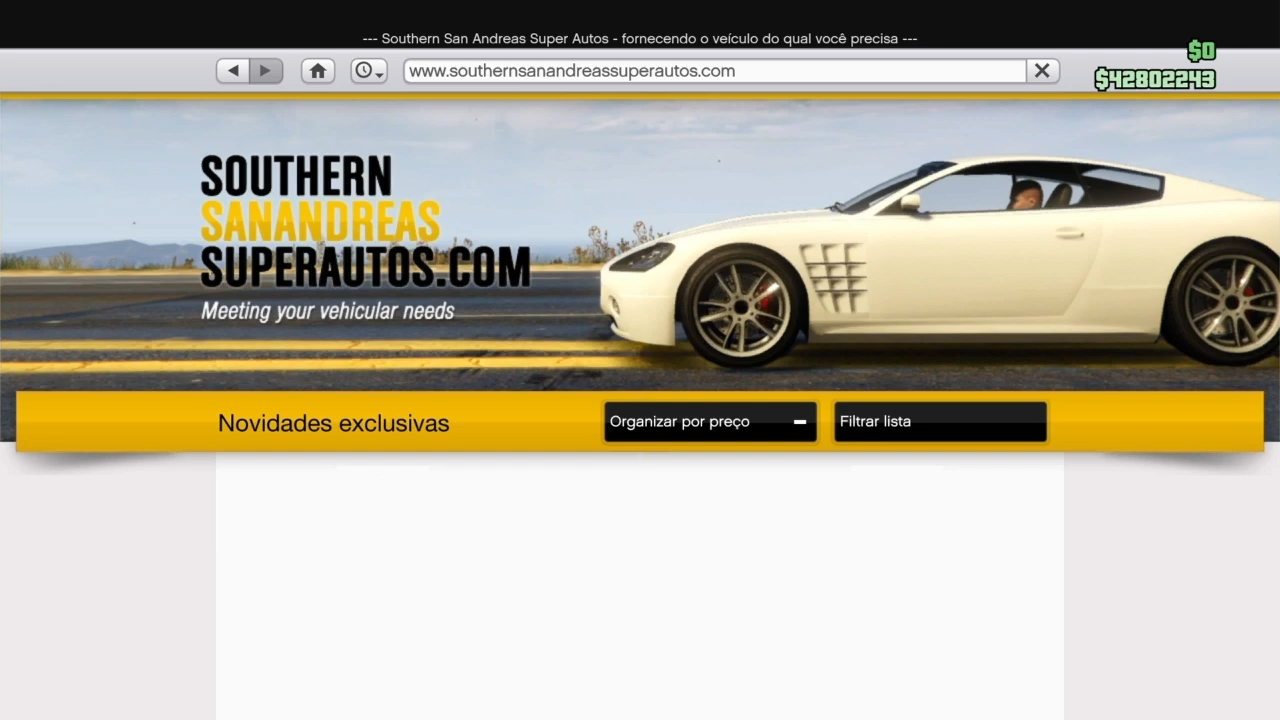 --- Southern San Andreas Super Autos - fornecendo o veículo do qual você precisa ---
$0
www.southernsanandreassuperautos.com
$42802243
SOUTHERN
SANANDREAS
SUPERAUTOS.COM
Meeting your vehicular needs
Novidades exclusivas
Organizar por preço
Filtrar lista